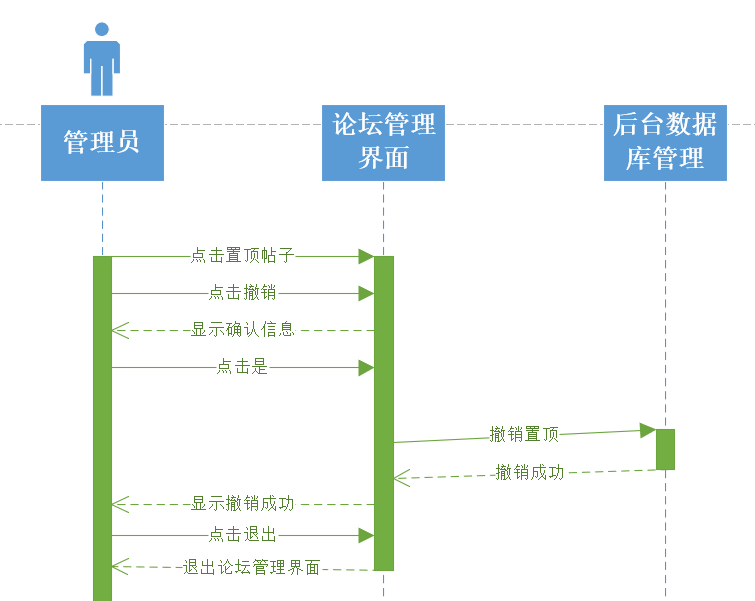 管理员
论坛管理
界面
后台数据
库管理
点击置顶帖子
点击撤销
显示确认信息
点击是
撤销置顶
撤销成功
显示撤销成功
点击退出
退出论坛管理界面